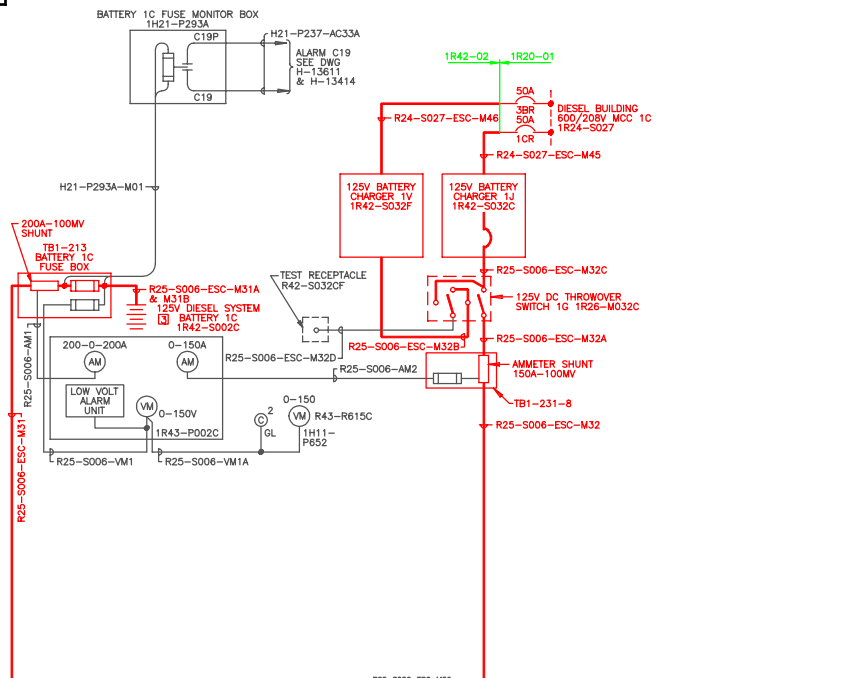 BATTERY 1C FUSE MONITOR BOX
1H21-P293A
C19P
C19
H21-P237-AC33A
ALARM C19
SEE DWG
H-13611
& H-13414
1R42-02
1R20-01
50A
3BR
50A
1CR
DIESEL BUILDING
600/208V MCC 1C
1R24-S027
R24-S027-ESC-M46
R24-S027-ESC-M45
H21-P293A-M01
125V BATTERY
CHARGER 1V
1R42-S032F
125V BATTERY
CHARGER 1J
1R42-S032C
200A-100MV
SHUNT
TB1-213
BATTERY 1C
FUSE BOX
R25-S006-ESC-M31A
& M31B
125V DIESEL SYSTEM
3 BATTERY 1C
1R42-S002C
TEST RECEPTACLE
R42-S032CF
R25-S006-ESC-M32C
125V DC THROWOVER
SWITCH 1G 1R26-M032C
R25-S006-AM1
200-0-200A
AM
0-150A
AM
R25-S006-ESC-M32D
R25-S006-ESC-M32B
R25-S006-ESC-M32A
R25-S006-AM2
AMMETER SHUNT
150A-100MV
TB1-231-8
LOW VOLT
ALARM
UNIT
VM
0-150V
1R43-P002C
C
2
GL
0-150
VM
R43-R615C
1H11-
P652
R25-S006-ESC-M32
R25-S006-VM1
R25-S006-VM1A
R25-S006-ESC-M31